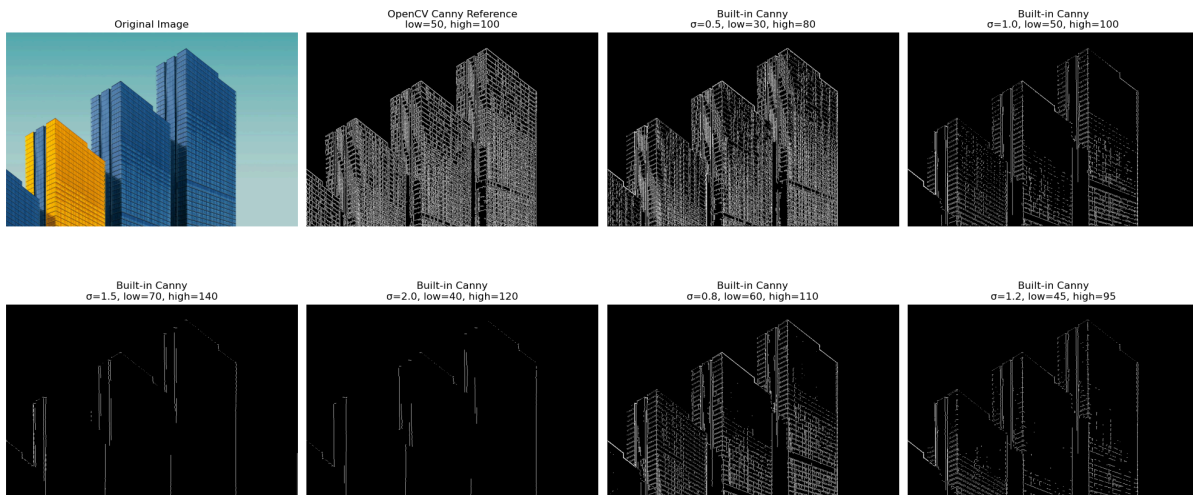 Original Image
OpenCV Canny Reference
low=50, high=100
Built-in Canny
σ=0.5, low=30, high=80
Built-in Canny
σ=1.0, low=50, high=100
Built-in Canny
σ=1.5, low=70, high=140
Built-in Canny
σ=2.0, low=40, high=120
Built-in Canny
σ=0.8, low=60, high=110
Built-in Canny
σ=1.2, low=45, high=95